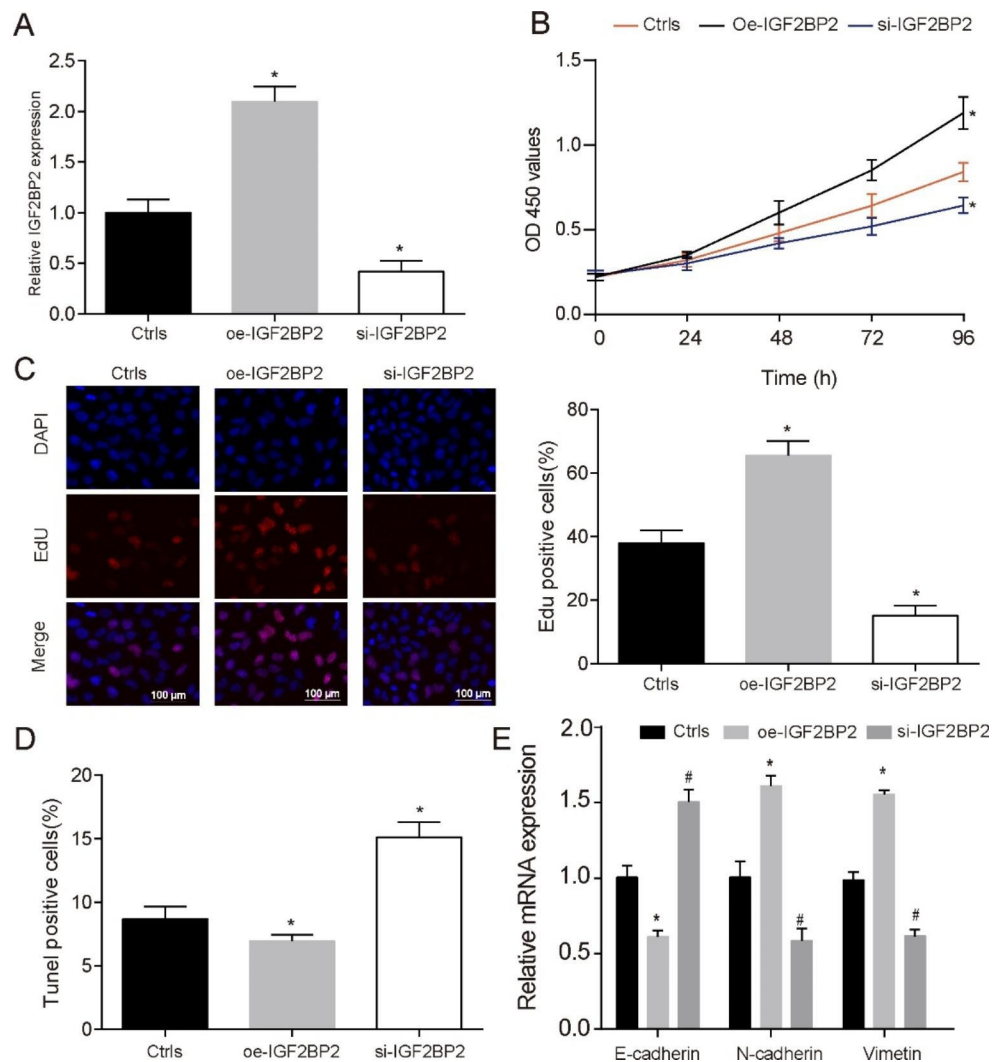 A
Relative IGF2BP2 expression
2.5
2.0
1.5
1.0
0.5
0.0
*
*
Ctrls oe-IGF2BP2 si-IGF2BP2
B
Ctrls Oe-IGF2BP2 si-IGF2BP2
OD 450 values
1.5
1.0
0.5
0.0
*
*
0 24 48 72 96
Time (h)
C
Ctrls oe-IGF2BP2 si-IGF2BP2
DAPI
EdU
Merge
100 μm 100 μm 100 μm
Edu positive cells(%)
80
60
40
20
0
*
*
Ctrls oe-IGF2BP2 si-IGF2BP2
D
Tunel positive cells(%)
20
15
10
5
0
*
*
Ctrls oe-IGF2BP2 si-IGF2BP2
E
Ctrls oe-IGF2BP2 si-IGF2BP2
Relative mRNA expression
2.0
1.5
1.0
0.5
0.0
* # * # * #
E-cadherin N-cadherin Vimetin